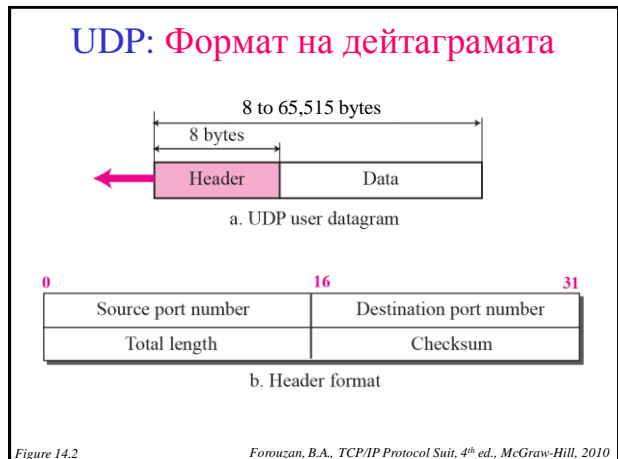 UDP: Формат на дейтаграмата
8 to 65,515 bytes
8 bytes
Header Data
a. UDP user datagram
0 16 31
Source port number Destination port number
Total length Checksum
b. Header format
Figure 14.2 Forouzan, B.A., TCP/IP Protocol Suit, 4th ed., McGraw-Hill, 2010